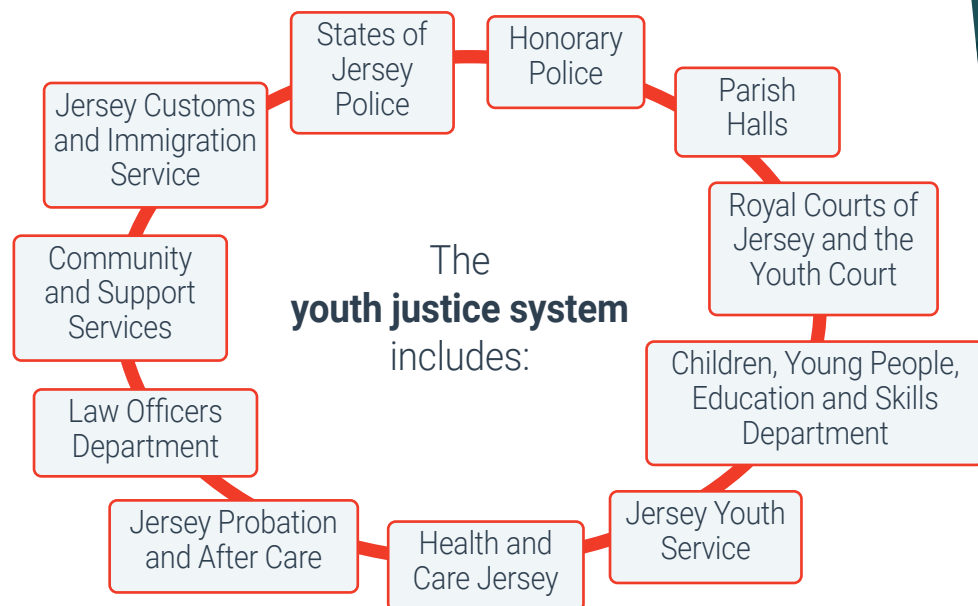 The
youth justice system
includes:
States of
Jersey
Police
Honorary
Police
Parish
Halls
Royal Courts of
Jersey and the
Youth Court
Children, Young People,
Education and Skills
Department
Jersey Youth
Service
Health and
Care Jersey
Jersey Probation
and After Care
Law Officers
Department
Community
and Support
Services
Jersey Customs
and Immigration
Service